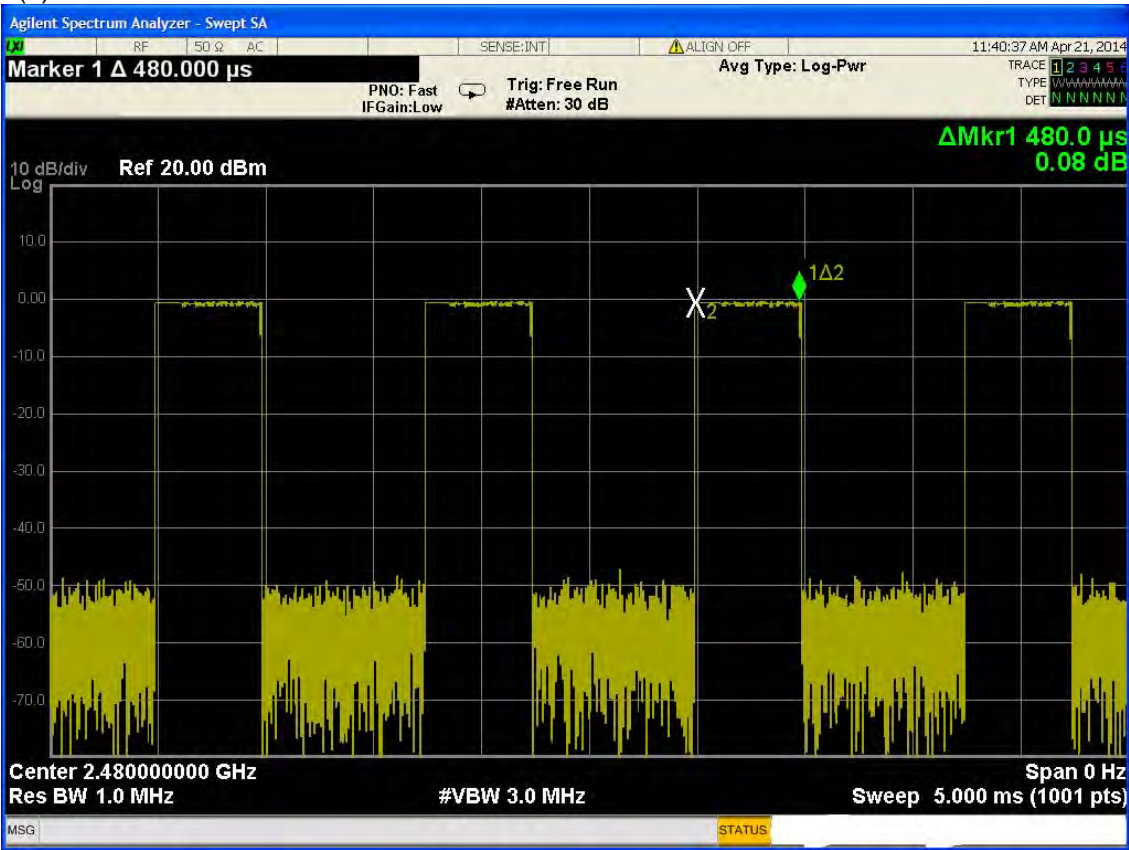 Agilent Spectrum Analyzer - Swept SA
LXI RF 50 Ω AC SENSE:INT ALIGN OFF 11:40:37 AM Apr 21, 2014
Marker 1 Δ 480.000 µs
Avg Type: Log-Pwr
TRACE 1 2 3 4 5 6
PNO: Fast Trig: Free Run
TYPE
IFGain:Low #Atten: 30 dB
DET N N N N N N
ΔMkr1 480.0 µs
0.08 dB
10 dB/div Ref 20.00 dBm
Log
10.0
1Δ2
0.00
X2
-10.0
-20.0
-30.0
-40.0
-50.0
-60.0
-70.0
Center 2.480000000 GHz Span 0 Hz
Res BW 1.0 MHz #VBW 3.0 MHz Sweep 5.000 ms (1001 pts)
MSG STATUS